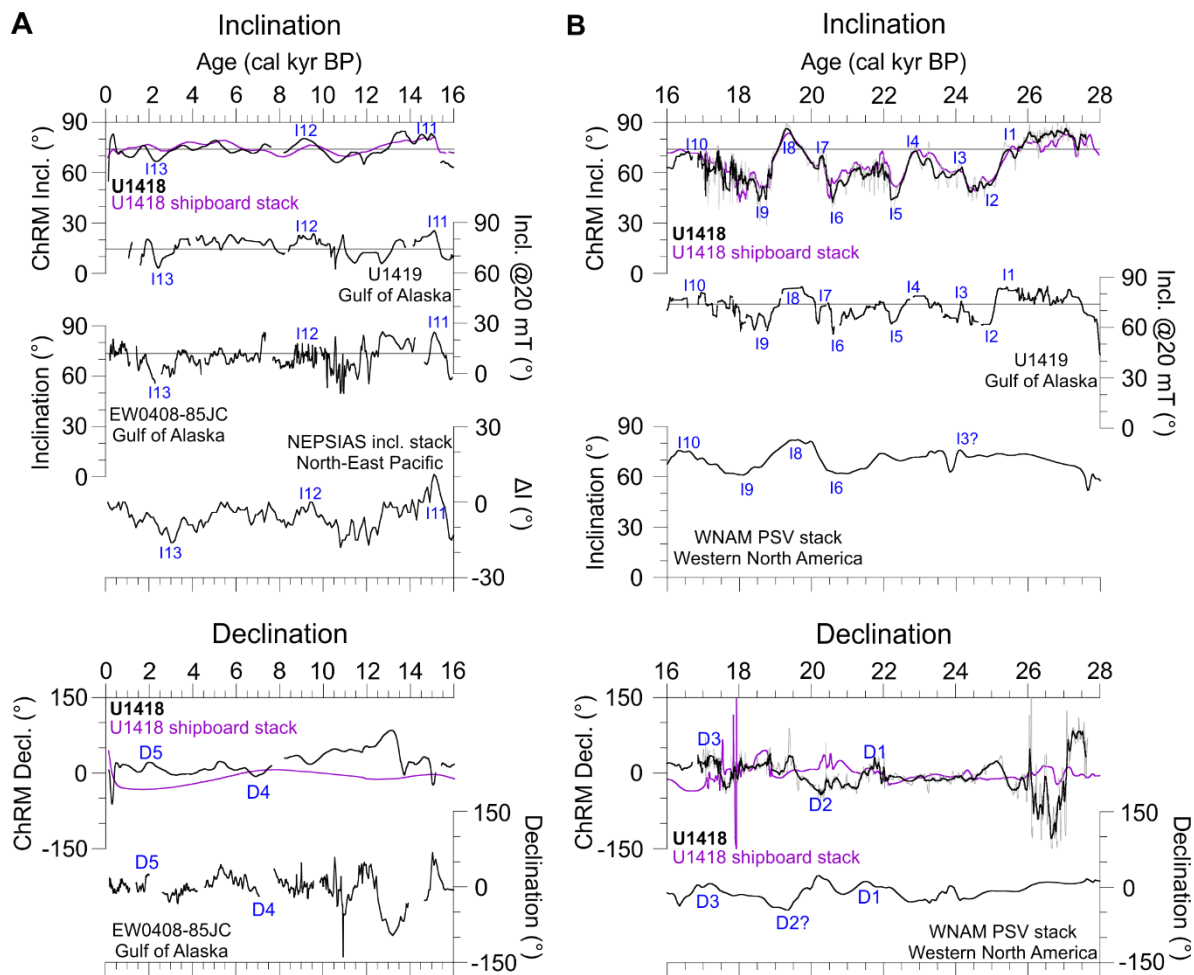 A
Inclination
Age (cal kyr BP)
0 2 4 6 8 10 12 14 16
ChRM Incl. (°)
90
60
30
0
I13
I12
I11
U1418
U1418 shipboard stack
Incl. @20 mT (°)
90
60
30
0
I13
I12
I11
U1419
Gulf of Alaska
Inclination (°)
90
60
30
0
I13
I12
I11
EW0408-85JC
Gulf of Alaska
NEPSIAS incl. stack
North-East Pacific
ΔI (°)
30
0
-30
I13
I12
I11
Declination
0 2 4 6 8 10 12 14 16
ChRM Decl. (°)
150
0
-150
U1418
U1418 shipboard stack
D5
D4
Declination (°)
150
0
-150
D5
D4
EW0408-85JC
Gulf of Alaska
B
Inclination
Age (cal kyr BP)
16 18 20 22 24 26 28
ChRM Incl. (°)
90
60
30
0
I10
I9
I8
I7
I6
I5
I4
I3
I2
I1
U1418
U1418 shipboard stack
Incl. @20 mT (°)
90
60
30
0
I10
I9
I8
I7
I6
I5
I4
I3
I2
I1
U1419
Gulf of Alaska
Inclination (°)
90
60
30
0
I10
I9
I8
I6
I3?
WNAM PSV stack
Western North America
Declination
16 18 20 22 24 26 28
ChRM Decl. (°)
150
0
-150
D3
D2
D1
U1418
U1418 shipboard stack
Declination (°)
150
0
-150
D3
D2?
D1
WNAM PSV stack
Western North America